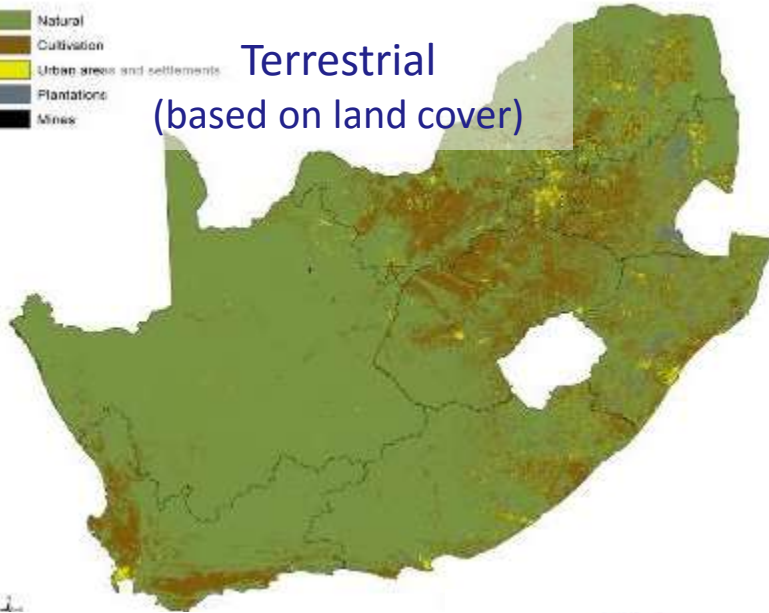 Natural
Cultivation
Urban areas and settlements
Plantations
Mines
Terrestrial
(based on land cover)